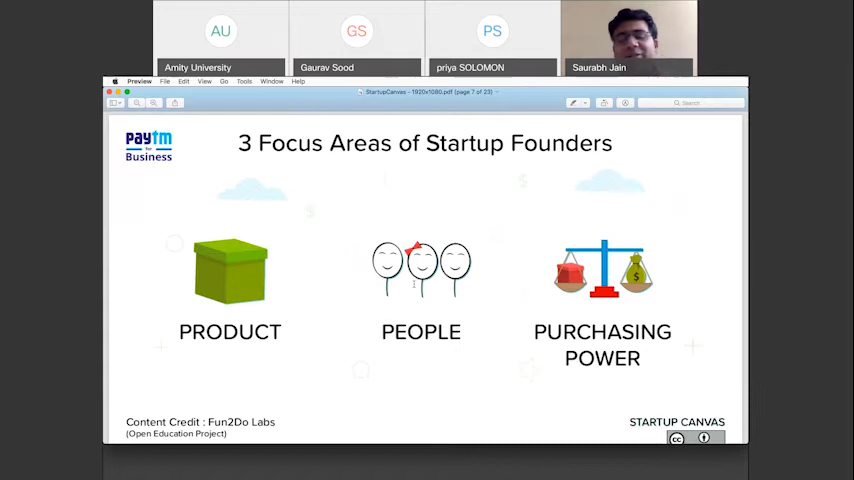 AU
GS
PS
Amity University
Gaurav Sood
priya SOLOMON
Saurabh Jain
Preview File Edit View Go Tools Window Help
StartupCanvas - 1920x1080.pdf (page 7 of 23)
Search
paytm
for
Business
3 Focus Areas of Startup Founders
$
$
$
PRODUCT
PEOPLE
PURCHASING
POWER
Content Credit : Fun2Do Labs
(Open Education Project)
STARTUP CANVAS
cc